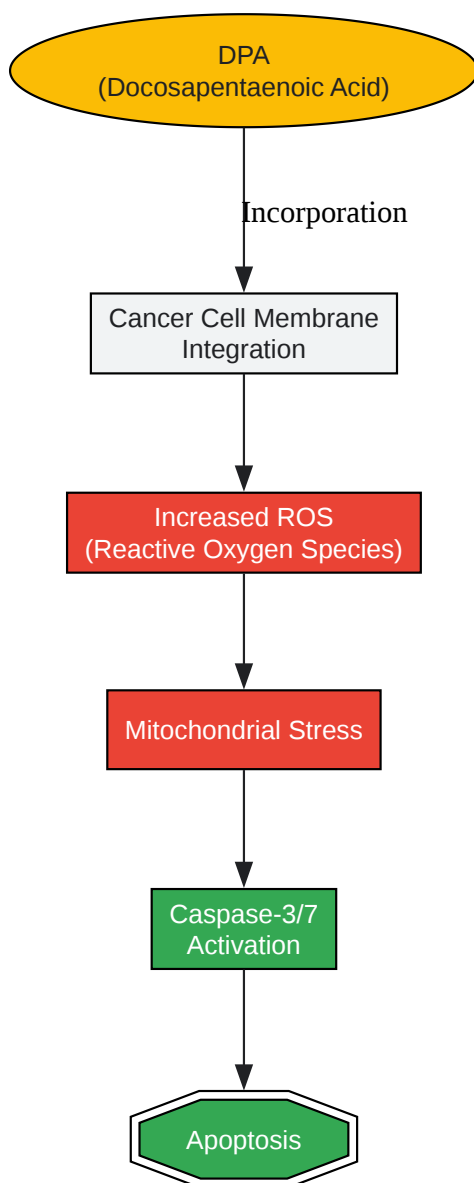 DPA
(Docosapentaenoic Acid)
Incorporation
Cancer Cell Membrane
Integration
Increased ROS
(Reactive Oxygen Species)
Mitochondrial Stress
Caspase-3/7
Activation
Apoptosis